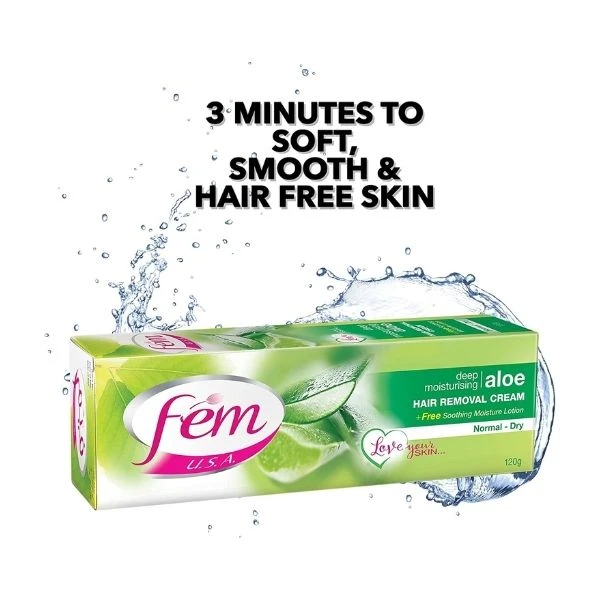 3 MINUTES TO
SOFT,
SMOOTH &
HAIR FREE SKIN
fem
U.S.A.
deep
moisturising | aloe
HAIR REMOVAL CREAM
+Free Soothing Moisture Lotion
Normal - Dry
Love your
SKIN...
120g